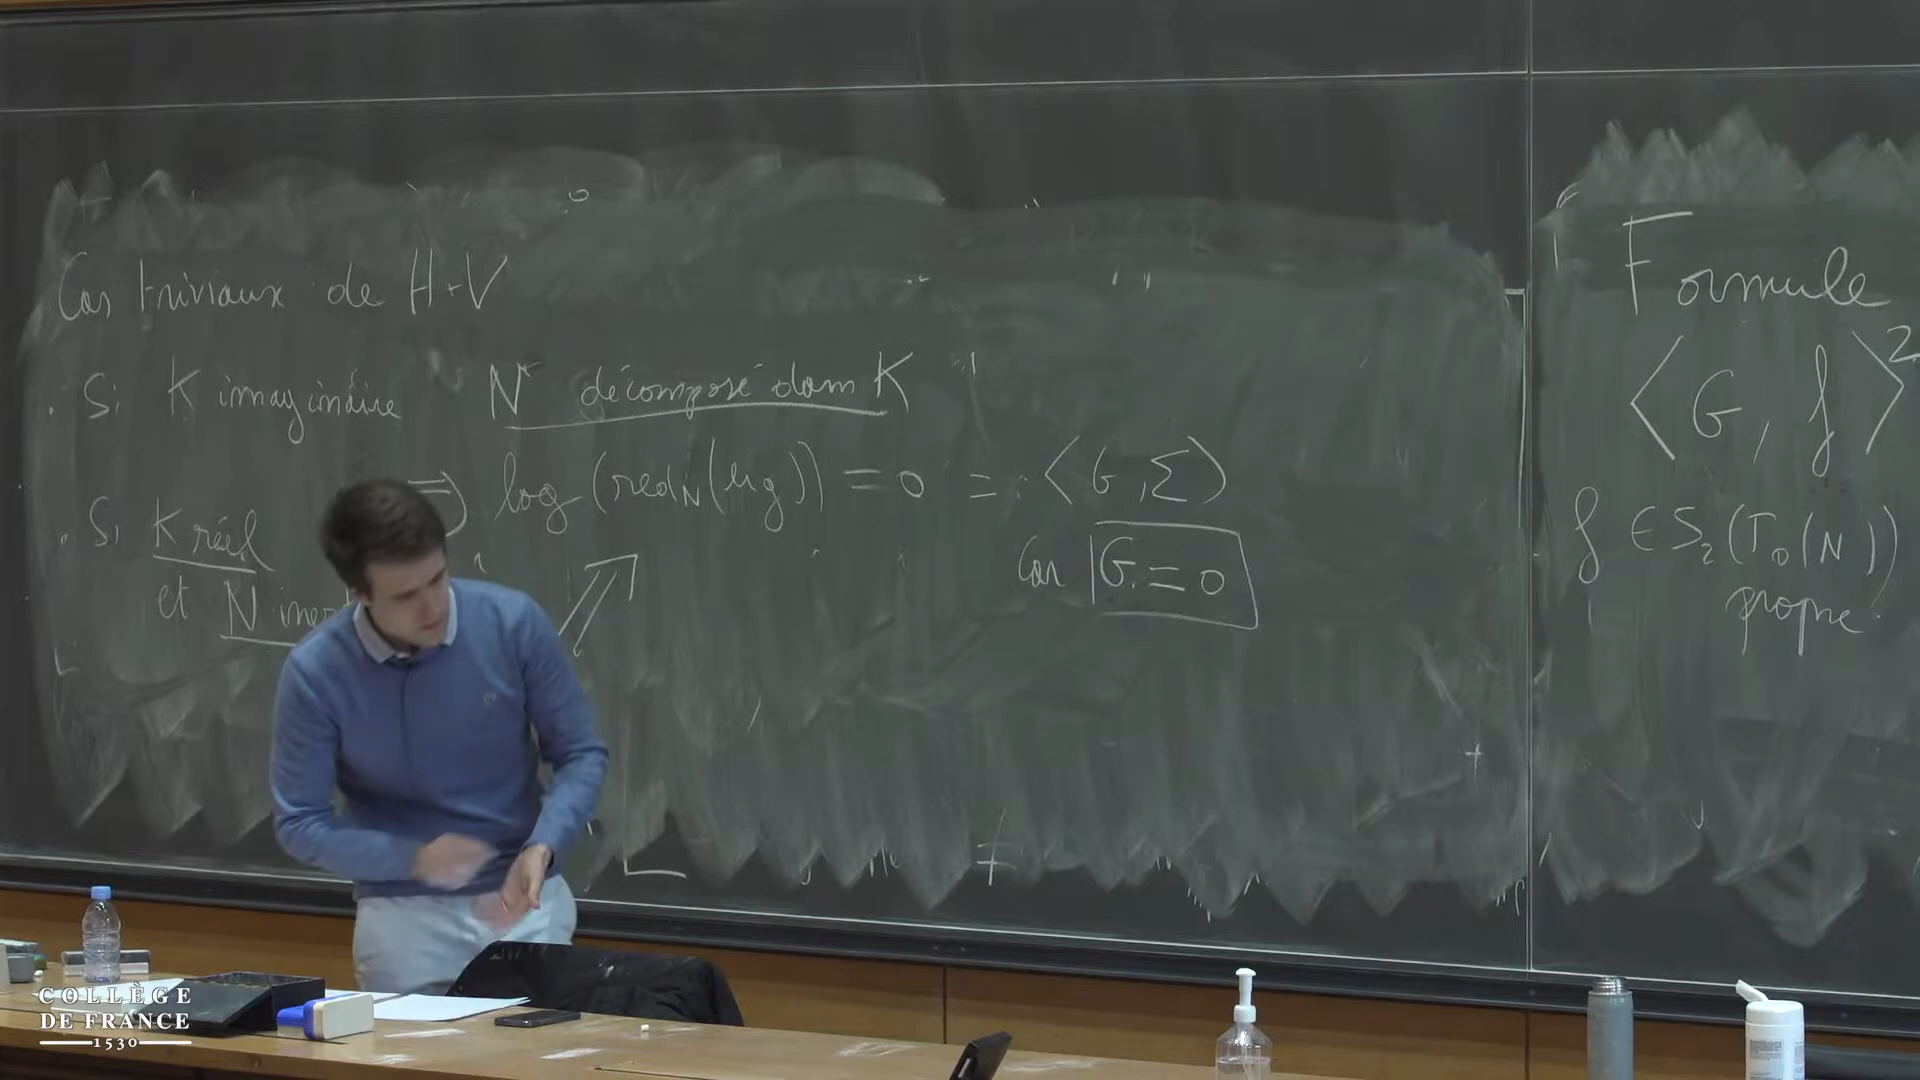 Cas triviaux de H+V
· Si K imaginaire N décomposé dans K
⇒ log (red_N(u_g)) = 0 = ⟨G, Σ⟩
· Si K réel
et N iner
Car G = 0
Formule
⟨G, f⟩²
f ∈ S₂(Γ₀(N))
propre
COLLÈGE
DE FRANCE
1530